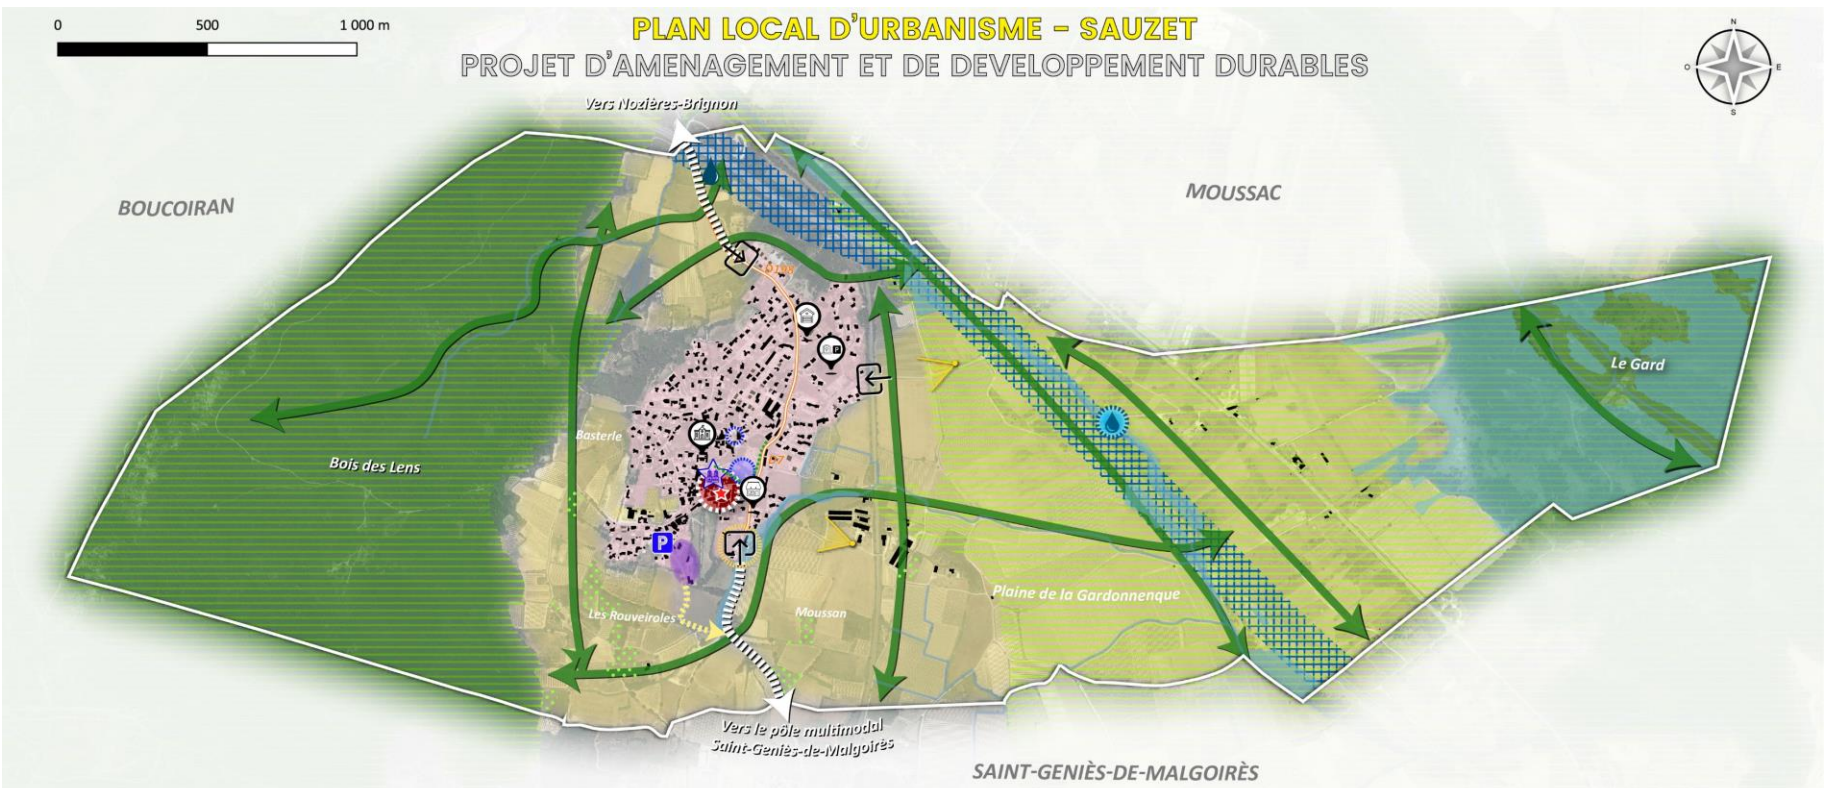 0 500 1 000 m
PLAN LOCAL D'URBANISME - SAUZET
PROJET D'AMENAGEMENT ET DE DEVELOPPEMENT DURABLES
N
O E
S
Vers Nozières-Brignon
BOUCOIRAN
MOUSSAC
Le Gard
Basterle
Bois des Lens
P
P
Les Rouveirolles
Moussan
Plaine de la Gardonnenque
Vers le pôle multimodal
Saint-Geniès-de-Malgoirès
SAINT-GENIÈS-DE-MALGOIRÈS